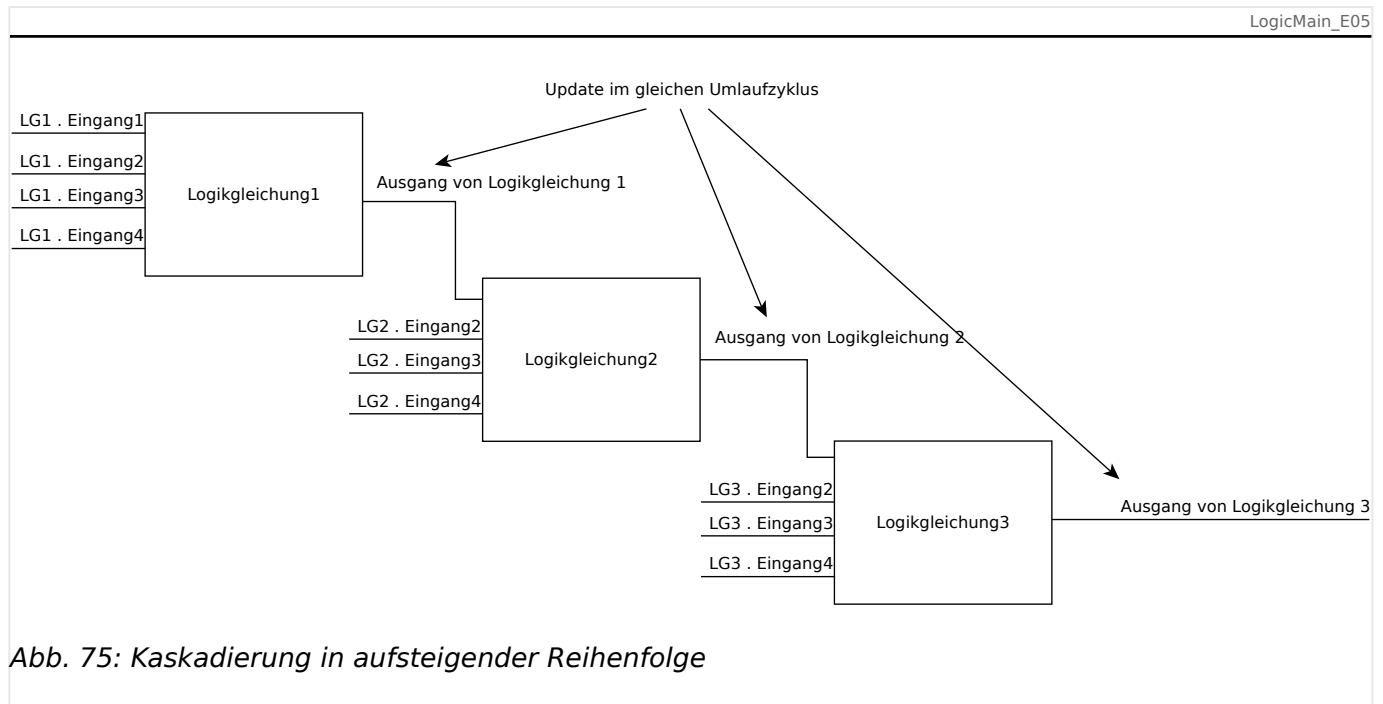 LogicMain_E05
Update im gleichen Umlaufzyklus
LG1 . Eingang1
LG1 . Eingang2
LG1 . Eingang3
LG1 . Eingang4
Logikgleichung1
Ausgang von Logikgleichung 1
LG2 . Eingang2
LG2 . Eingang3
LG2 . Eingang4
Logikgleichung2
Ausgang von Logikgleichung 2
LG3 . Eingang2
LG3 . Eingang3
LG3 . Eingang4
Logikgleichung3
Ausgang von Logikgleichung 3
Abb. 75: Kaskadierung in aufsteigender Reihenfolge